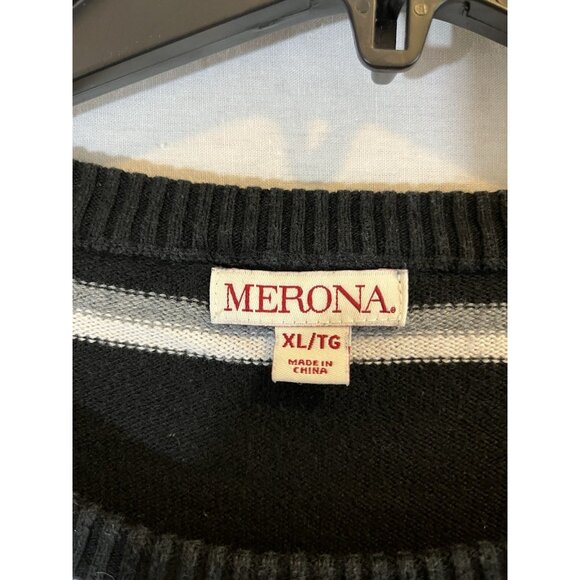 MERONA.
XL/TG
MADE IN
CHINA